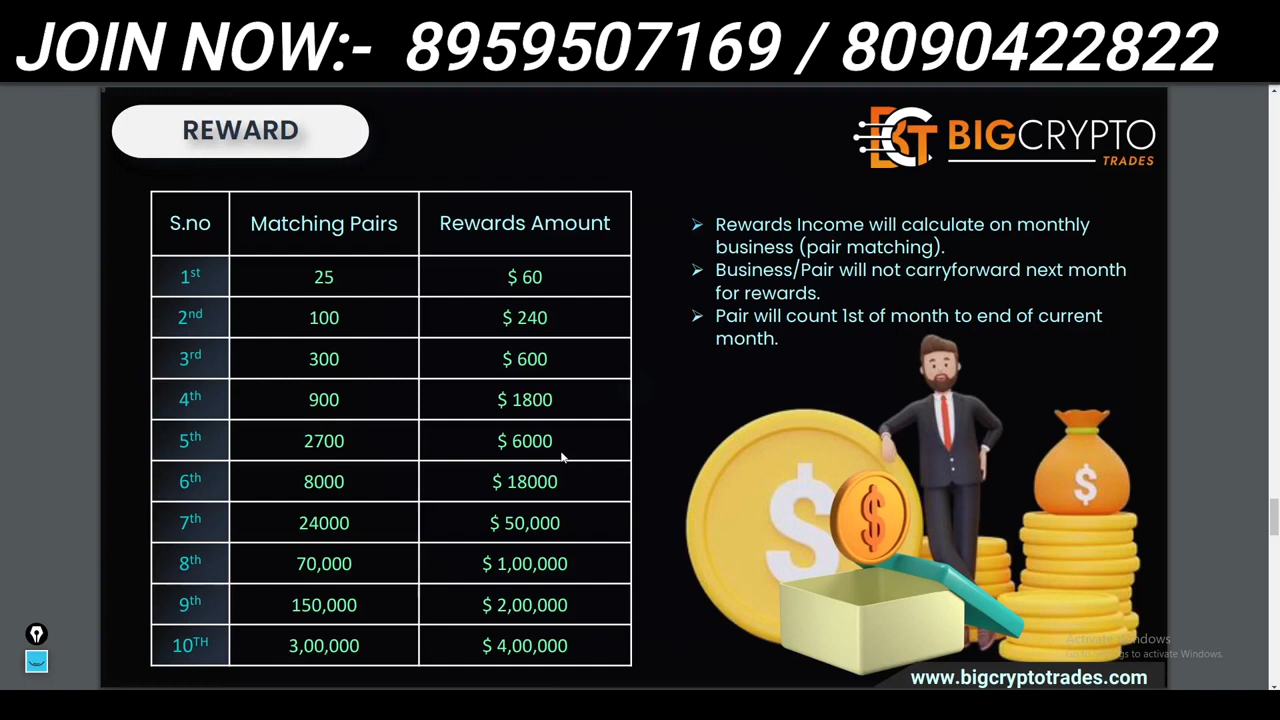 JOIN NOW:- 8959507169 / 8090422822
REWARD
BIGCRYPTO
TRADES
S.no Matching Pairs Rewards Amount
1st 25 $ 60
2nd 100 $ 240
3rd 300 $ 600
4th 900 $ 1800
5th 2700 $ 6000
6th 8000 $ 18000
7th 24000 $ 50,000
8th 70,000 $ 1,00,000
9th 150,000 $ 2,00,000
10TH 3,00,000 $ 4,00,000
➢ Rewards Income will calculate on monthly
business (pair matching).
➢ Business/Pair will not carryforward next month
for rewards.
➢ Pair will count 1st of month to end of current
month.
$
$
$
www.bigcryptotrades.com